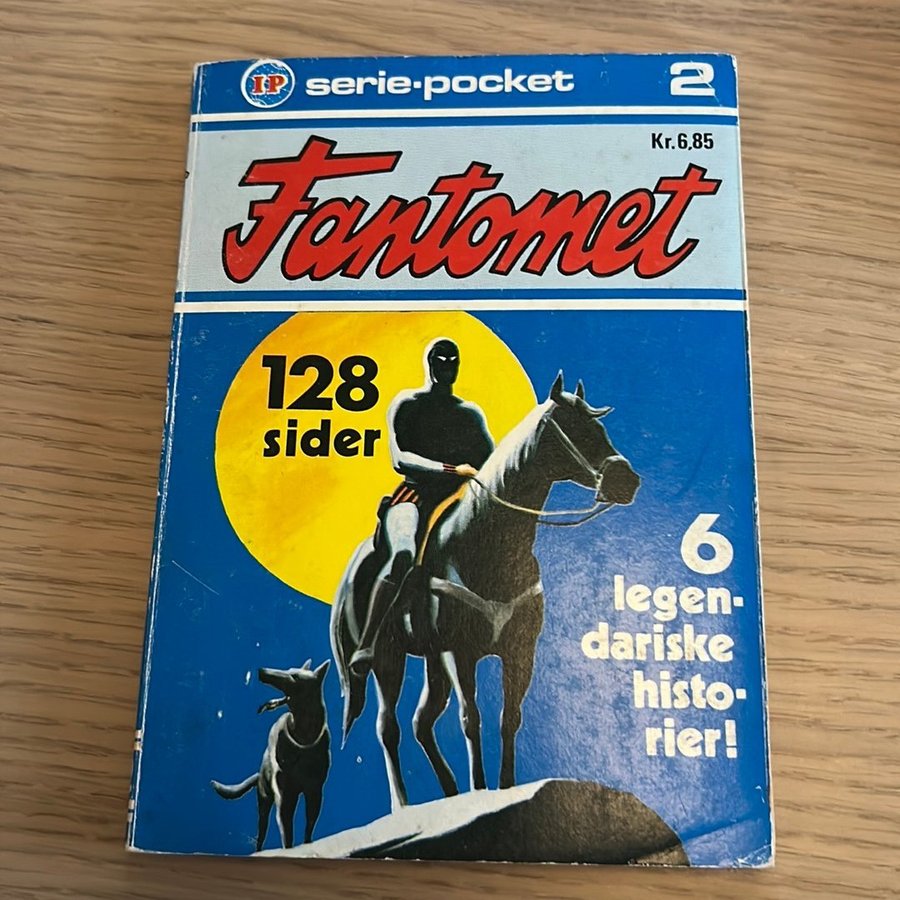 IP serie·pocket 2
Kr. 6,85
Fantomet
128
sider
6
legen-
dariske
histo-
rier!